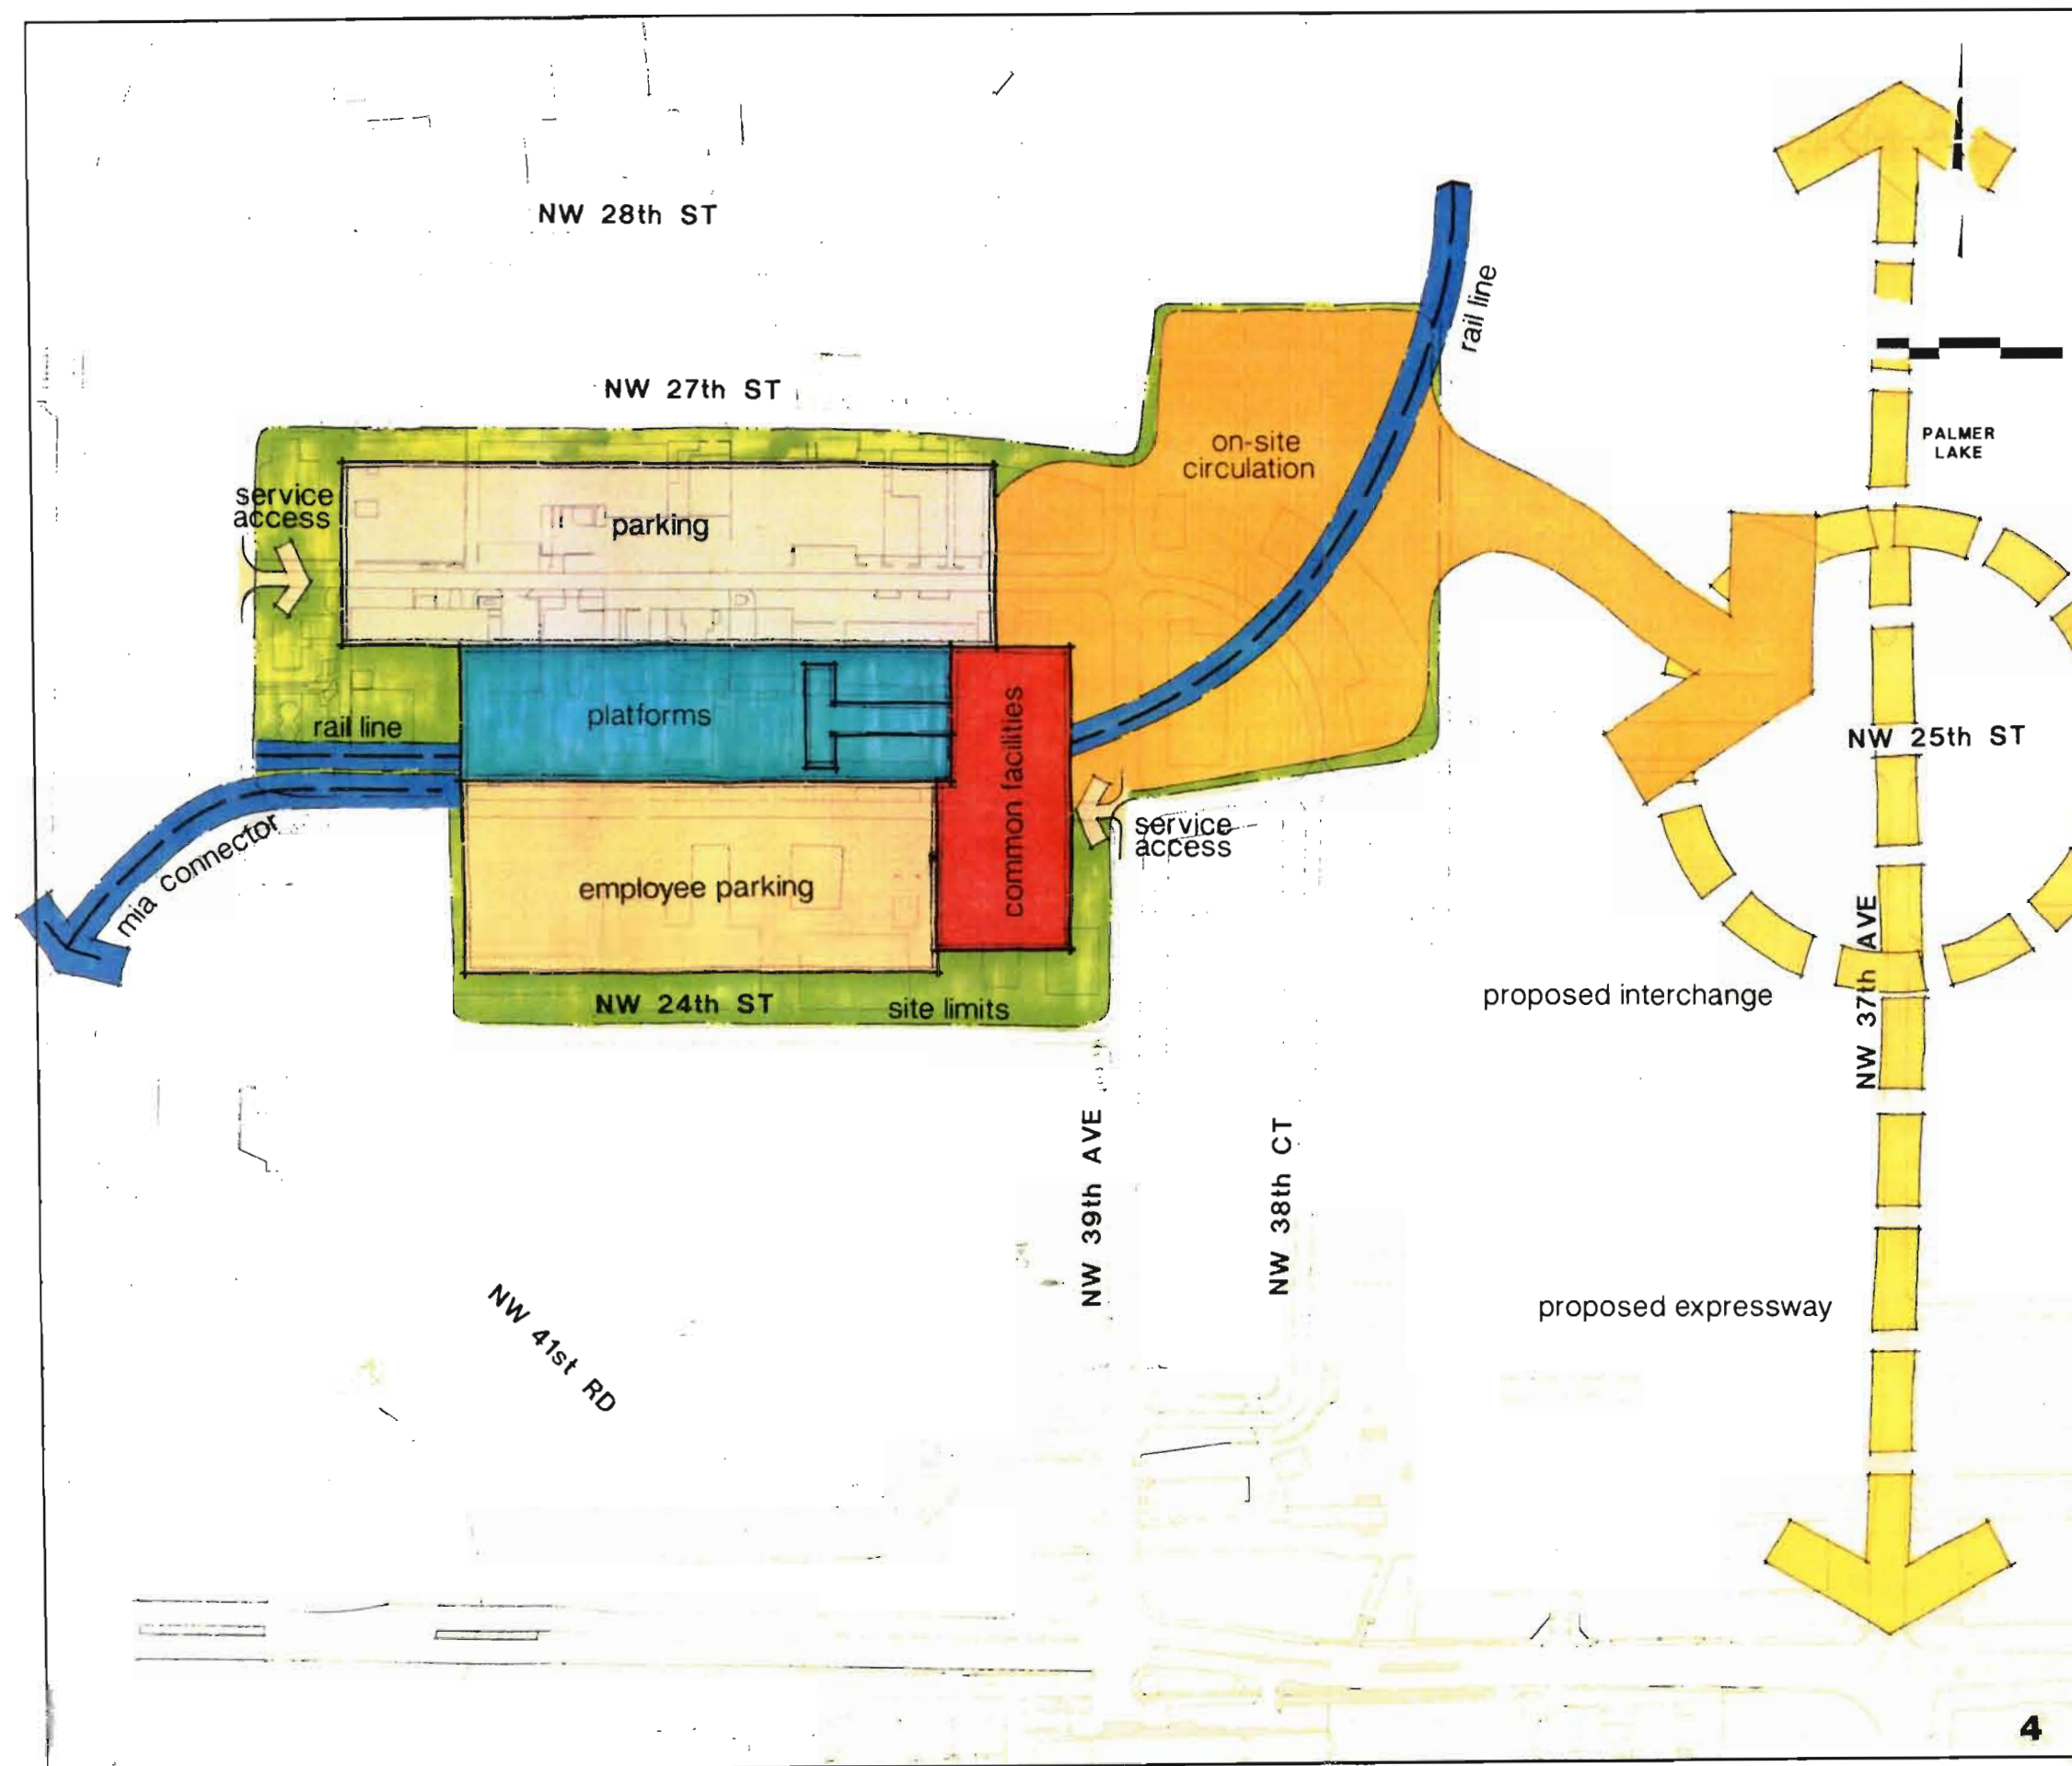 NW 28th ST
rail line
NW 27th ST
PALMER
LAKE
on-site
circulation
service
access
parking
platforms
rail line
common facilities
NW 25th ST
mia connector
service
access
employee parking
NW 37th AVE
proposed interchange
NW 24th ST
site limits
NW 39th AVE
NW 38th CT
proposed expressway
NW 41st RD
4